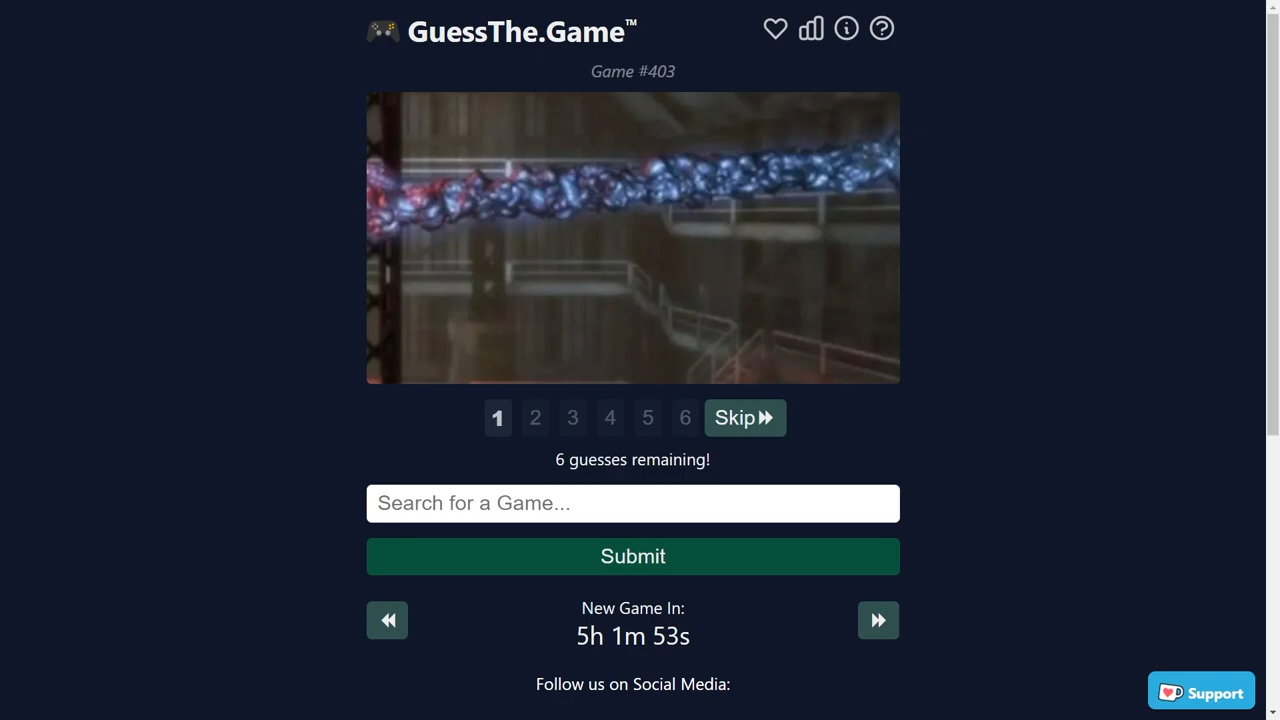 GuessThe.Game™
Game #403
1 2 3 4 5 6 Skip
6 guesses remaining!
Search for a Game...
Submit
New Game In:
5h 1m 53s
Follow us on Social Media:
Support